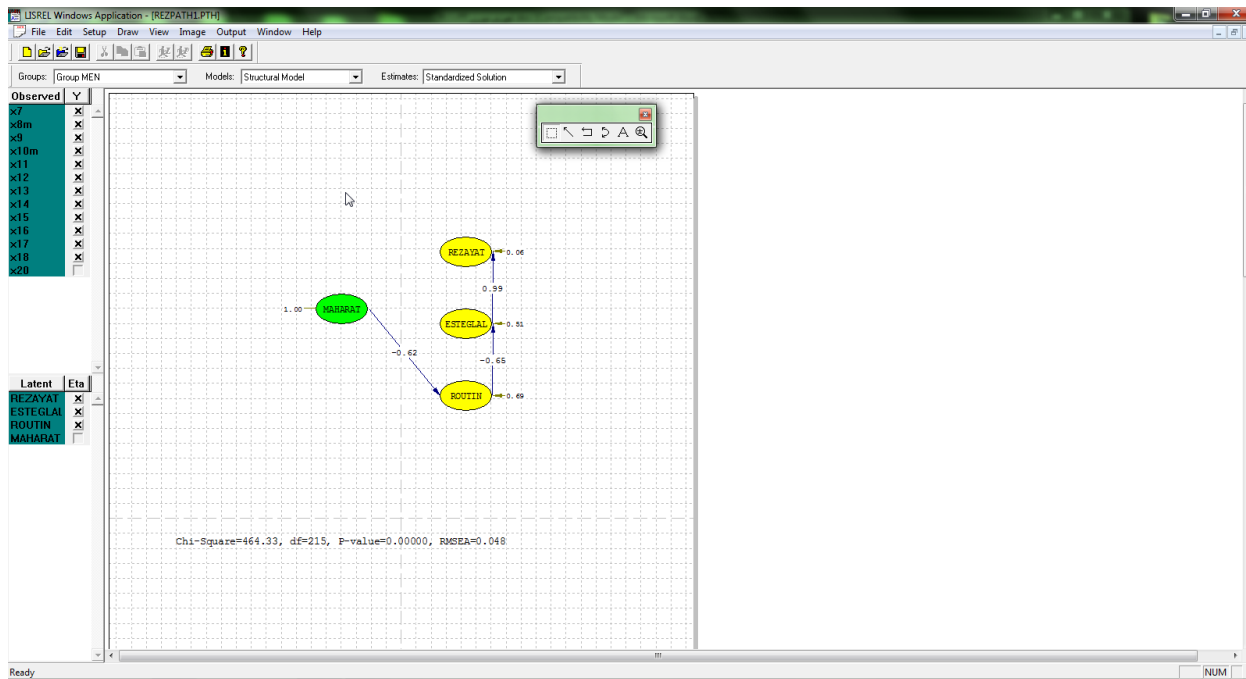 LISREL Windows Application - [REZPATH1.PTH]
File Edit Setup Draw View Image Output Window Help
Groups: Group MEN Models: Structural Model Estimates: Standardized Solution
Observed Y
x7
x8m
x9
x10m
x11
x12
x13
x14
x15
x16
x17
x18
x20
Latent Eta
REZAYAT
ESTEGLAL
ROUTIN
MAHARAT
A
REZAYAT 0.06
0.99
1.00 MAHARAT
ESTEGLAL 0.51
-0.62
-0.65
ROUTIN 0.69
Chi-Square=464.33, df=215, P-value=0.00000, RMSEA=0.048
Ready NUM